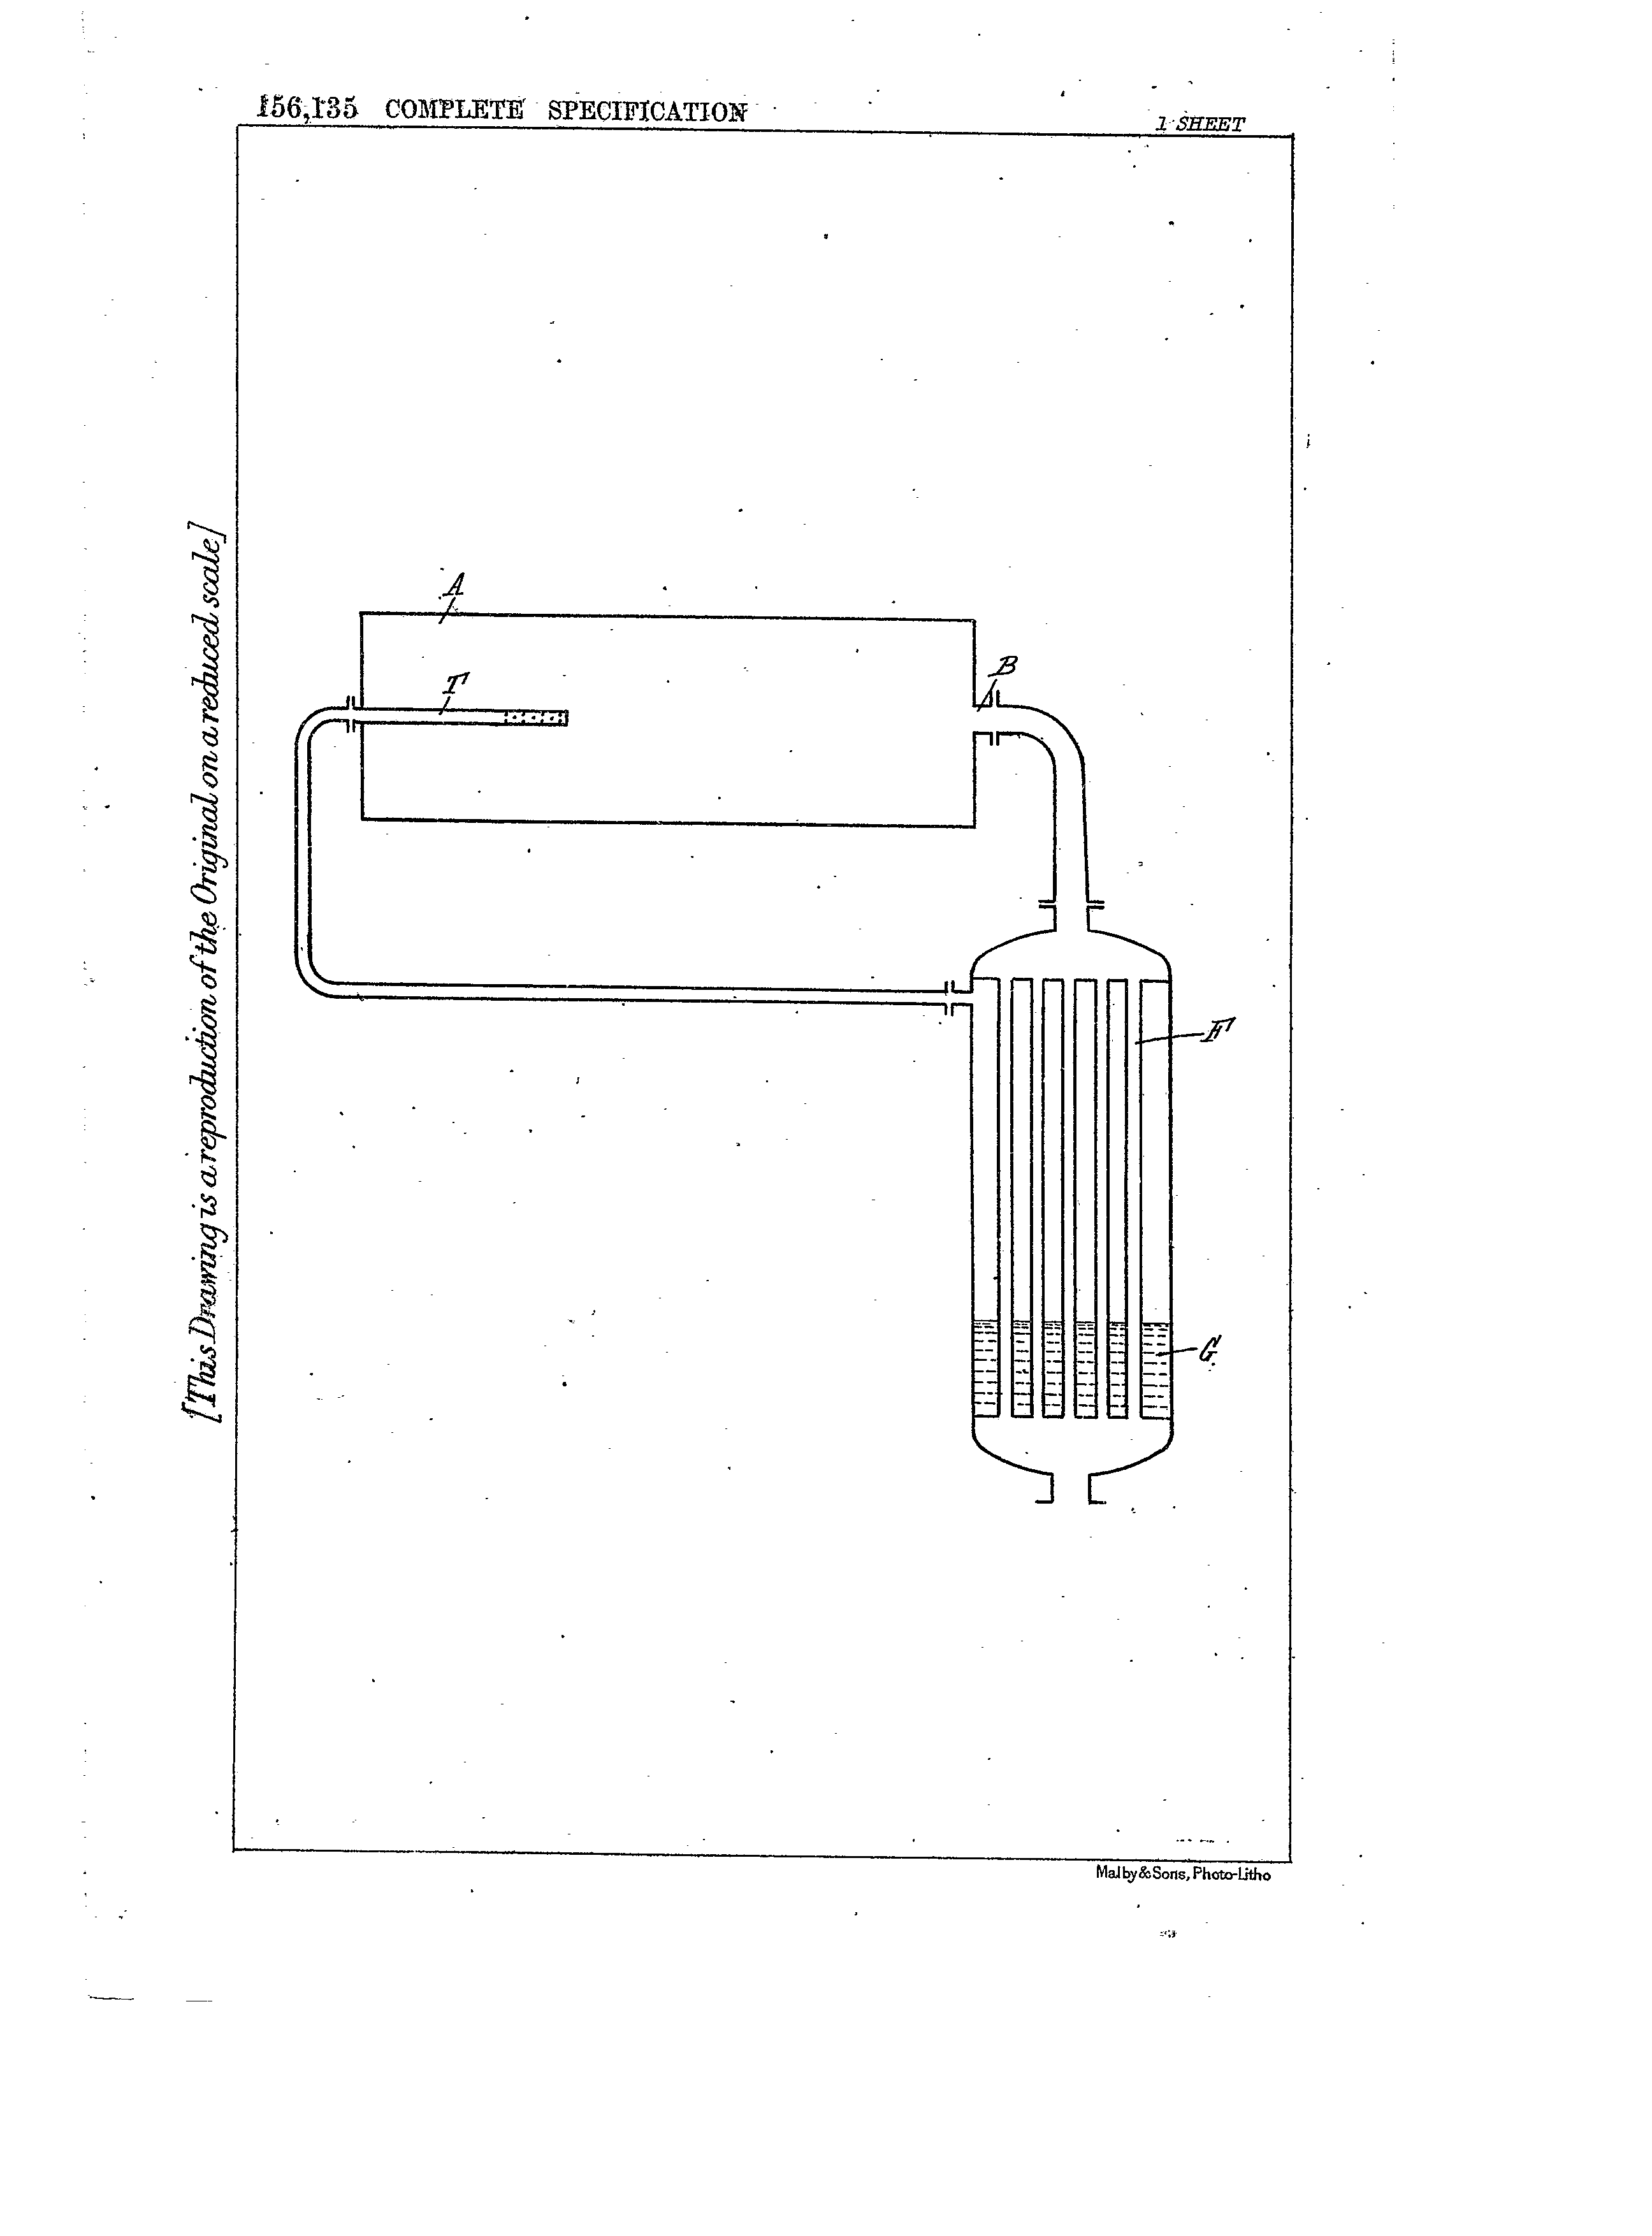 156,135 COMPLETE SPECIFICATION
1 SHEET
[This Drawing is a reproduction of the Original on a reduced scale]
A
T
B
F
G
Malby & Sons, Photo-Litho